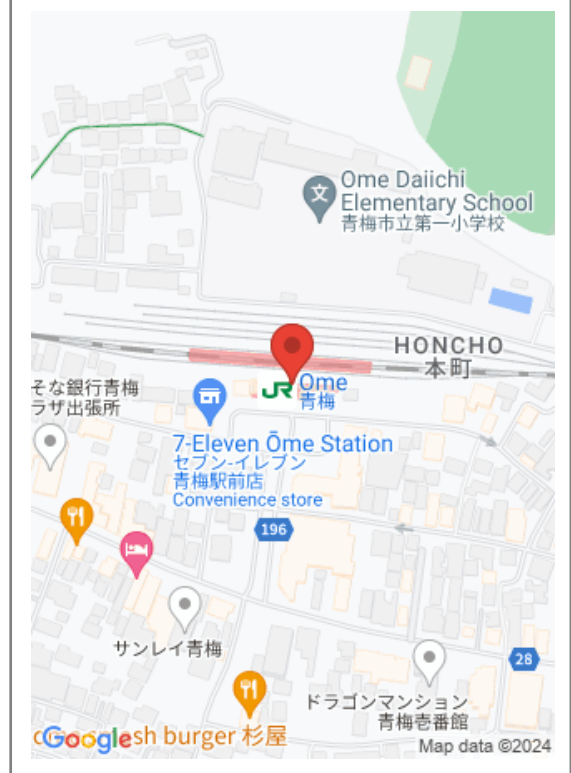 文
Ome Daiichi
Elementary School
青梅市立第一小学校
HONCHO
本町
JR
Ome
青梅
そな銀行青梅
ラザ出張所
7-Eleven Ōme Station
セブン-イレブン
青梅駅前店
Convenience store
196
サンレイ青梅
28
ドラゴンマンション
青梅壱番館
sh burger 杉屋
Google
Map data ©2024